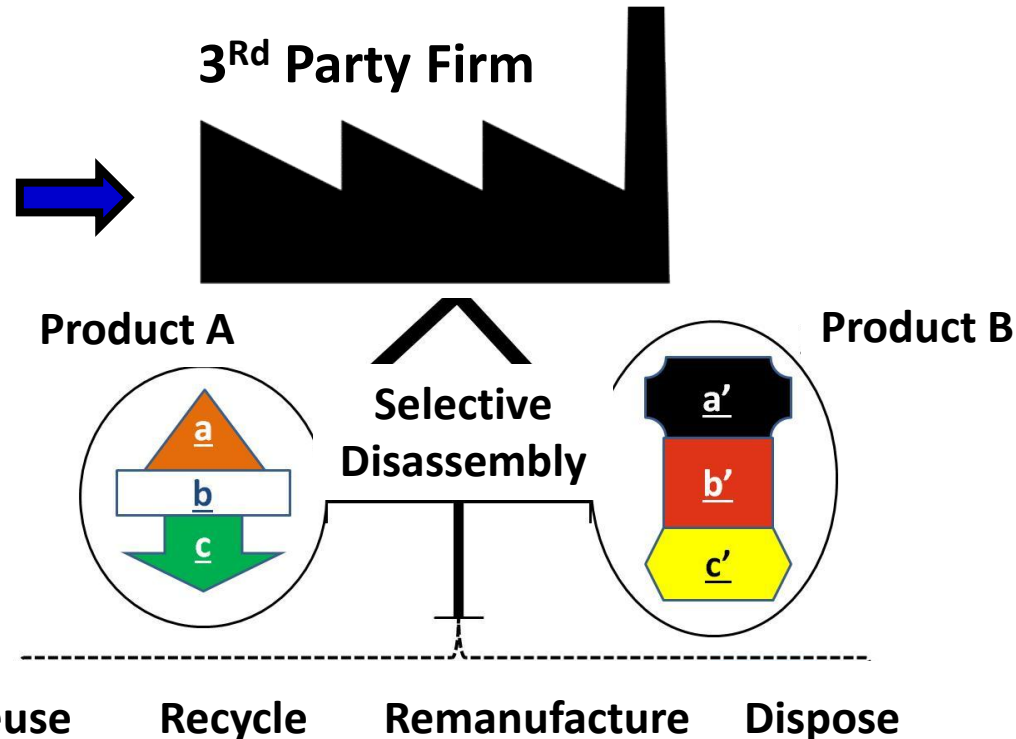 3Rd Party Firm
Product A
Product B
Selective
Disassembly
a
b
c
a’
b’
c’
Recycle Remanufacture Dispose